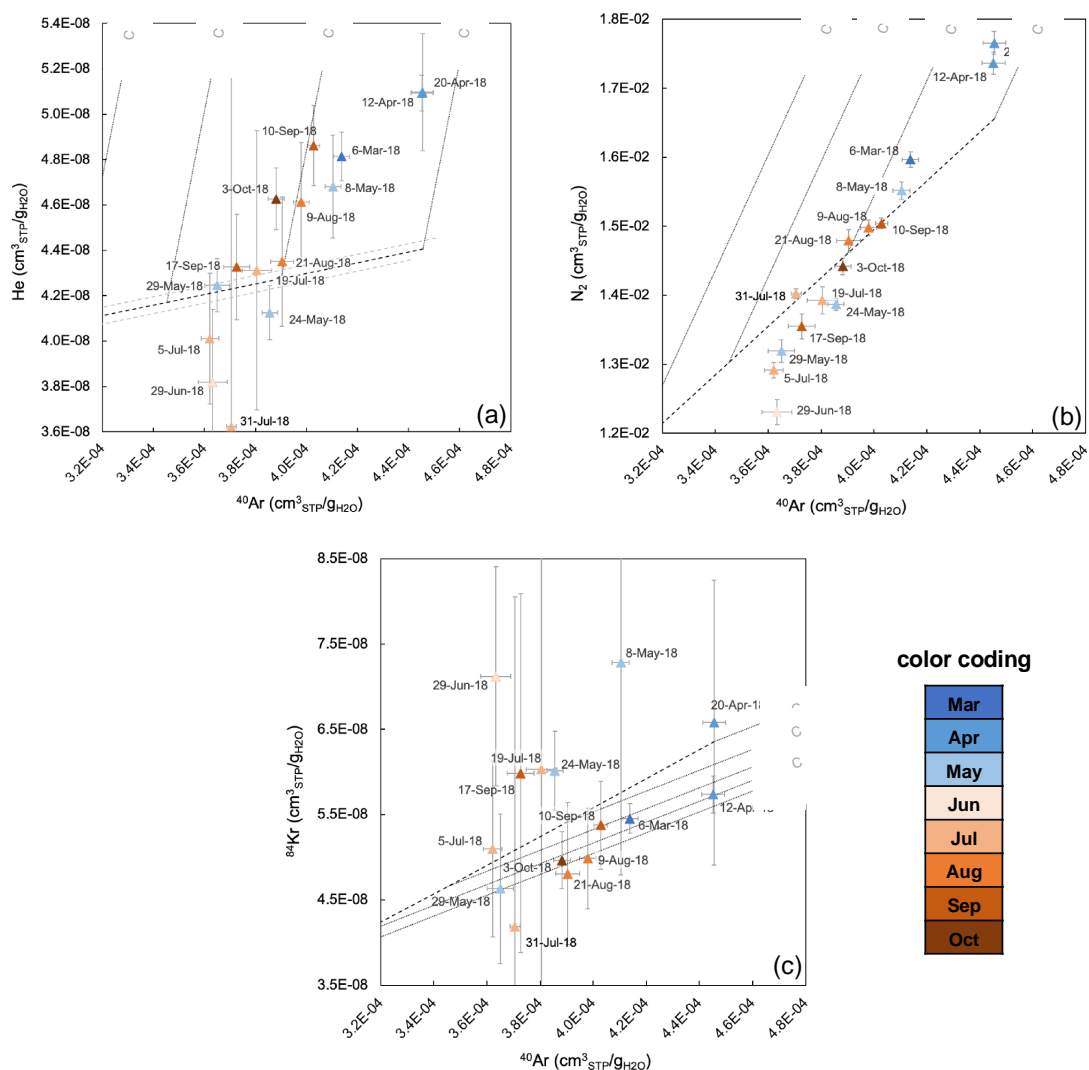 5.4E-08
5.2E-08
5.0E-08
4.8E-08
4.6E-08
4.4E-08
4.2E-08
4.0E-08
3.8E-08
3.6E-08
He (cm³STP/gH2O)
C C C C
20-Apr-18
12-Apr-18
10-Sep-18
6-Mar-18
3-Oct-18
8-May-18
9-Aug-18
17-Sep-18
21-Aug-18
29-May-18
19-Jul-18
24-May-18
5-Jul-18
29-Jun-18
31-Jul-18
(a)
3.2E-04 3.4E-04 3.6E-04 3.8E-04 4.0E-04 4.2E-04 4.4E-04 4.6E-04 4.8E-04
⁴⁰Ar (cm³STP/gH2O)
1.8E-02
1.7E-02
1.6E-02
1.5E-02
1.4E-02
1.3E-02
1.2E-02
N₂ (cm³STP/gH2O)
C C C C
2
12-Apr-18
6-Mar-18
8-May-18
9-Aug-18
10-Sep-18
21-Aug-18
3-Oct-18
31-Jul-18
19-Jul-18
24-May-18
17-Sep-18
29-May-18
5-Jul-18
29-Jun-18
(b)
3.2E-04 3.4E-04 3.6E-04 3.8E-04 4.0E-04 4.2E-04 4.4E-04 4.6E-04 4.8E-04
⁴⁰Ar (cm³STP/gH2O)
8.5E-08
7.5E-08
6.5E-08
5.5E-08
4.5E-08
3.5E-08
⁸⁴Kr (cm³STP/gH2O)
8-May-18
29-Jun-18
20-Apr-18
C
C
C
19-Jul-18
24-May-18
17-Sep-18
10-Sep-18
12-Apr-18
6-Mar-18
5-Jul-18
3-Oct-18
9-Aug-18
21-Aug-18
29-May-18
31-Jul-18
(c)
3.2E-04 3.4E-04 3.6E-04 3.8E-04 4.0E-04 4.2E-04 4.4E-04 4.6E-04 4.8E-04
⁴⁰Ar (cm³STP/gH2O)
color coding
Mar
Apr
May
Jun
Jul
Aug
Sep
Oct